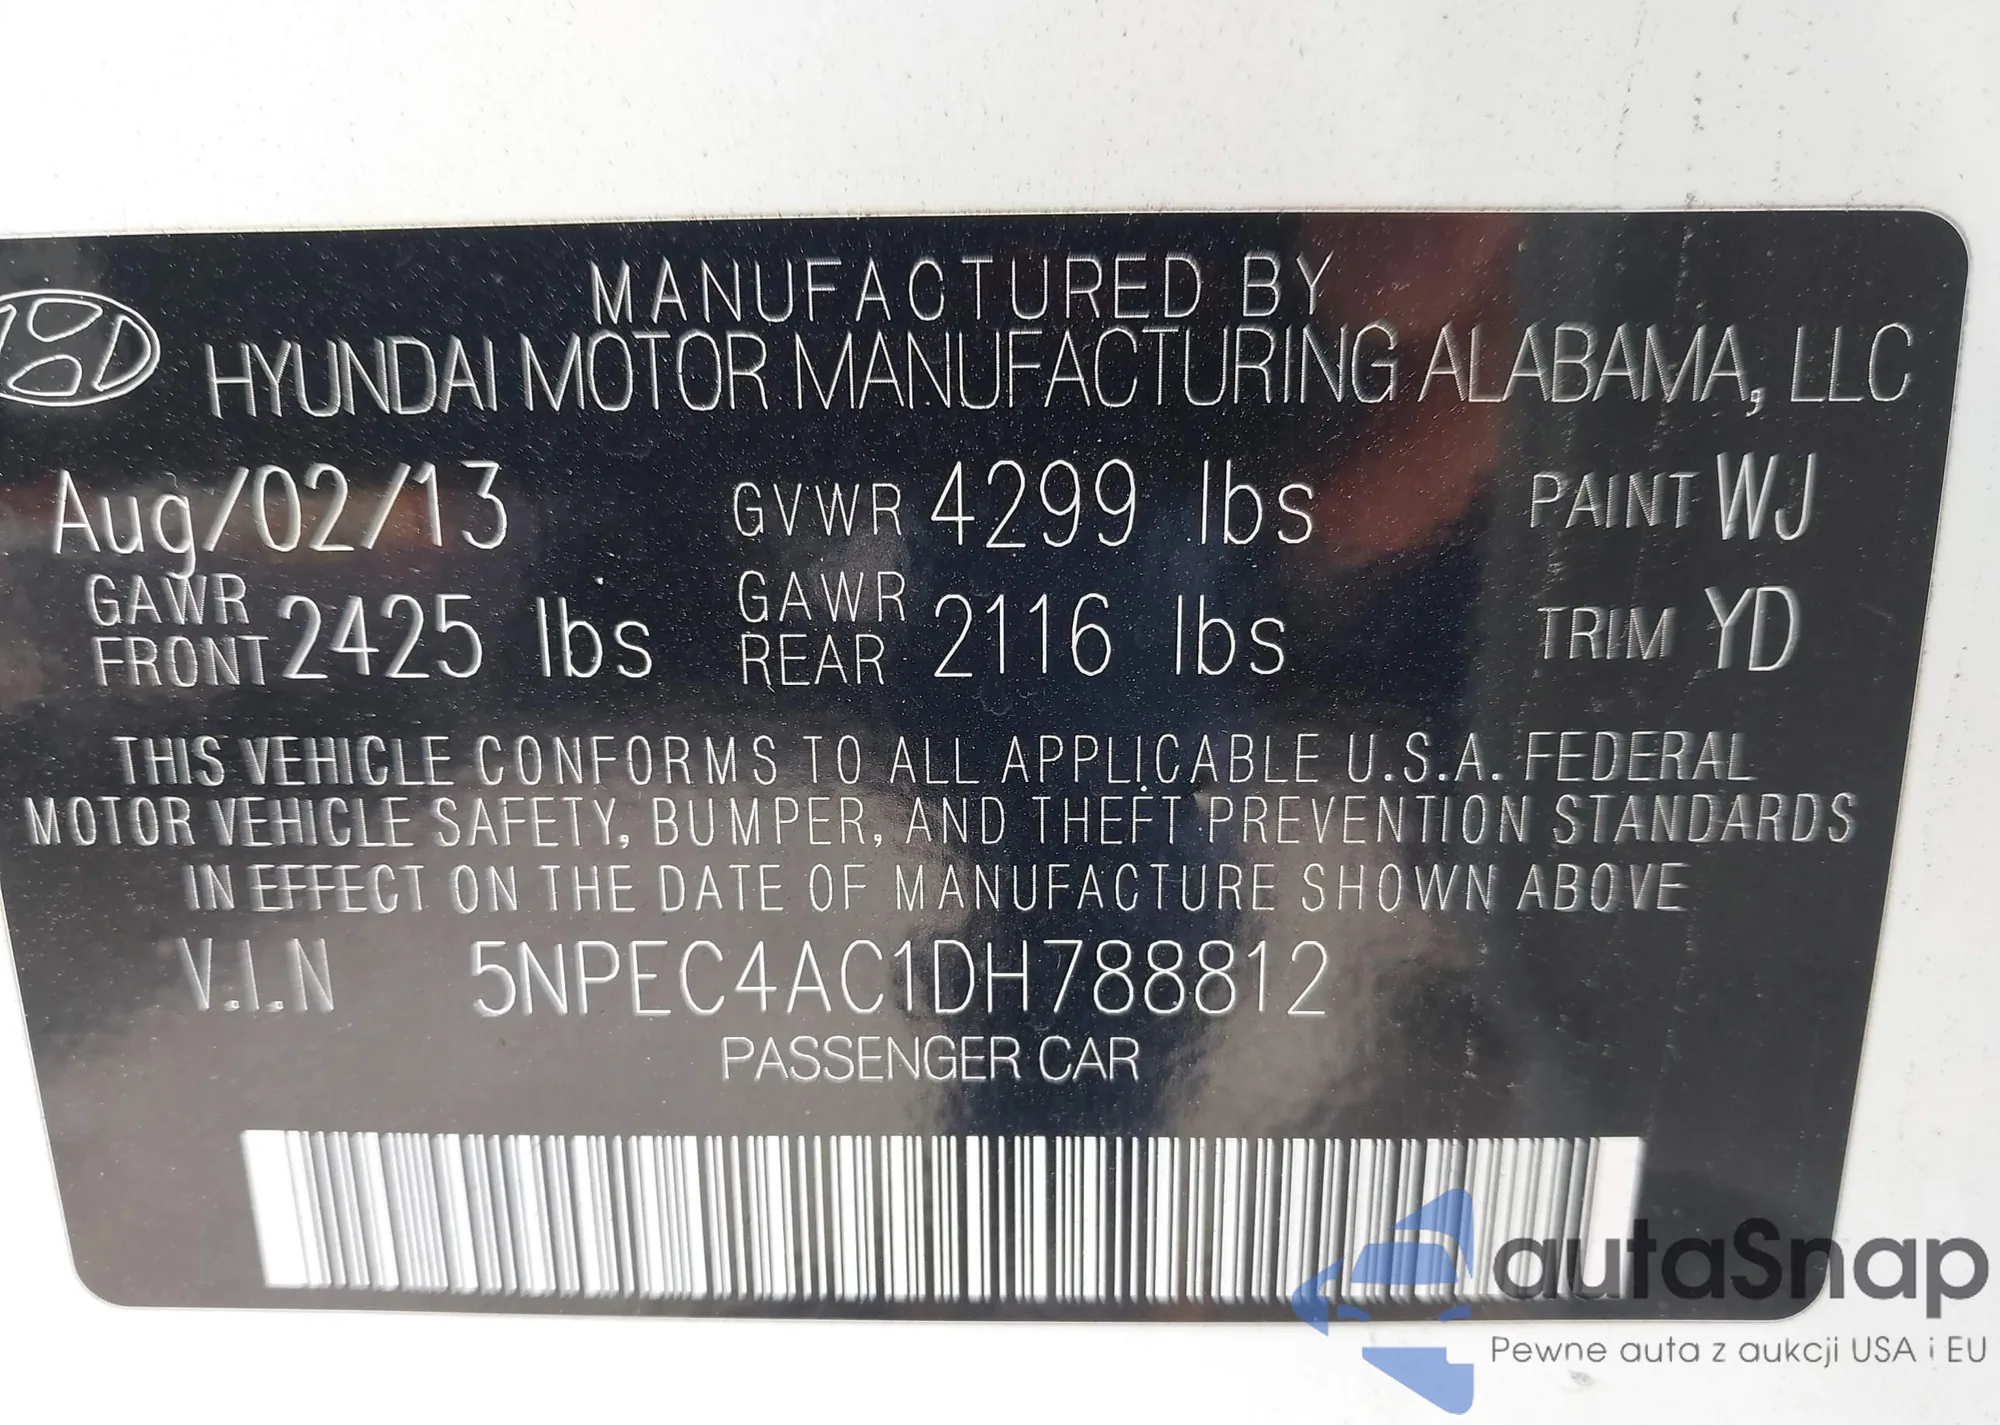 MANUFACTURED BY
HYUNDAI MOTOR MANUFACTURING ALABAMA, LLC
Aug/02/13 GVWR 4299 lbs PAINT WJ
GAWR FRONT 2425 lbs GAWR REAR 2116 lbs TRIM YD
THIS VEHICLE CONFORMS TO ALL APPLICABLE U.S.A. FEDERAL
MOTOR VEHICLE SAFETY, BUMPER, AND THEFT PREVENTION STANDARDS
IN EFFECT ON THE DATE OF MANUFACTURE SHOWN ABOVE
V.I.N 5NPEC4AC1DH788812
PASSENGER CAR
autaSnap
Pewne auta z aukcji USA i EU